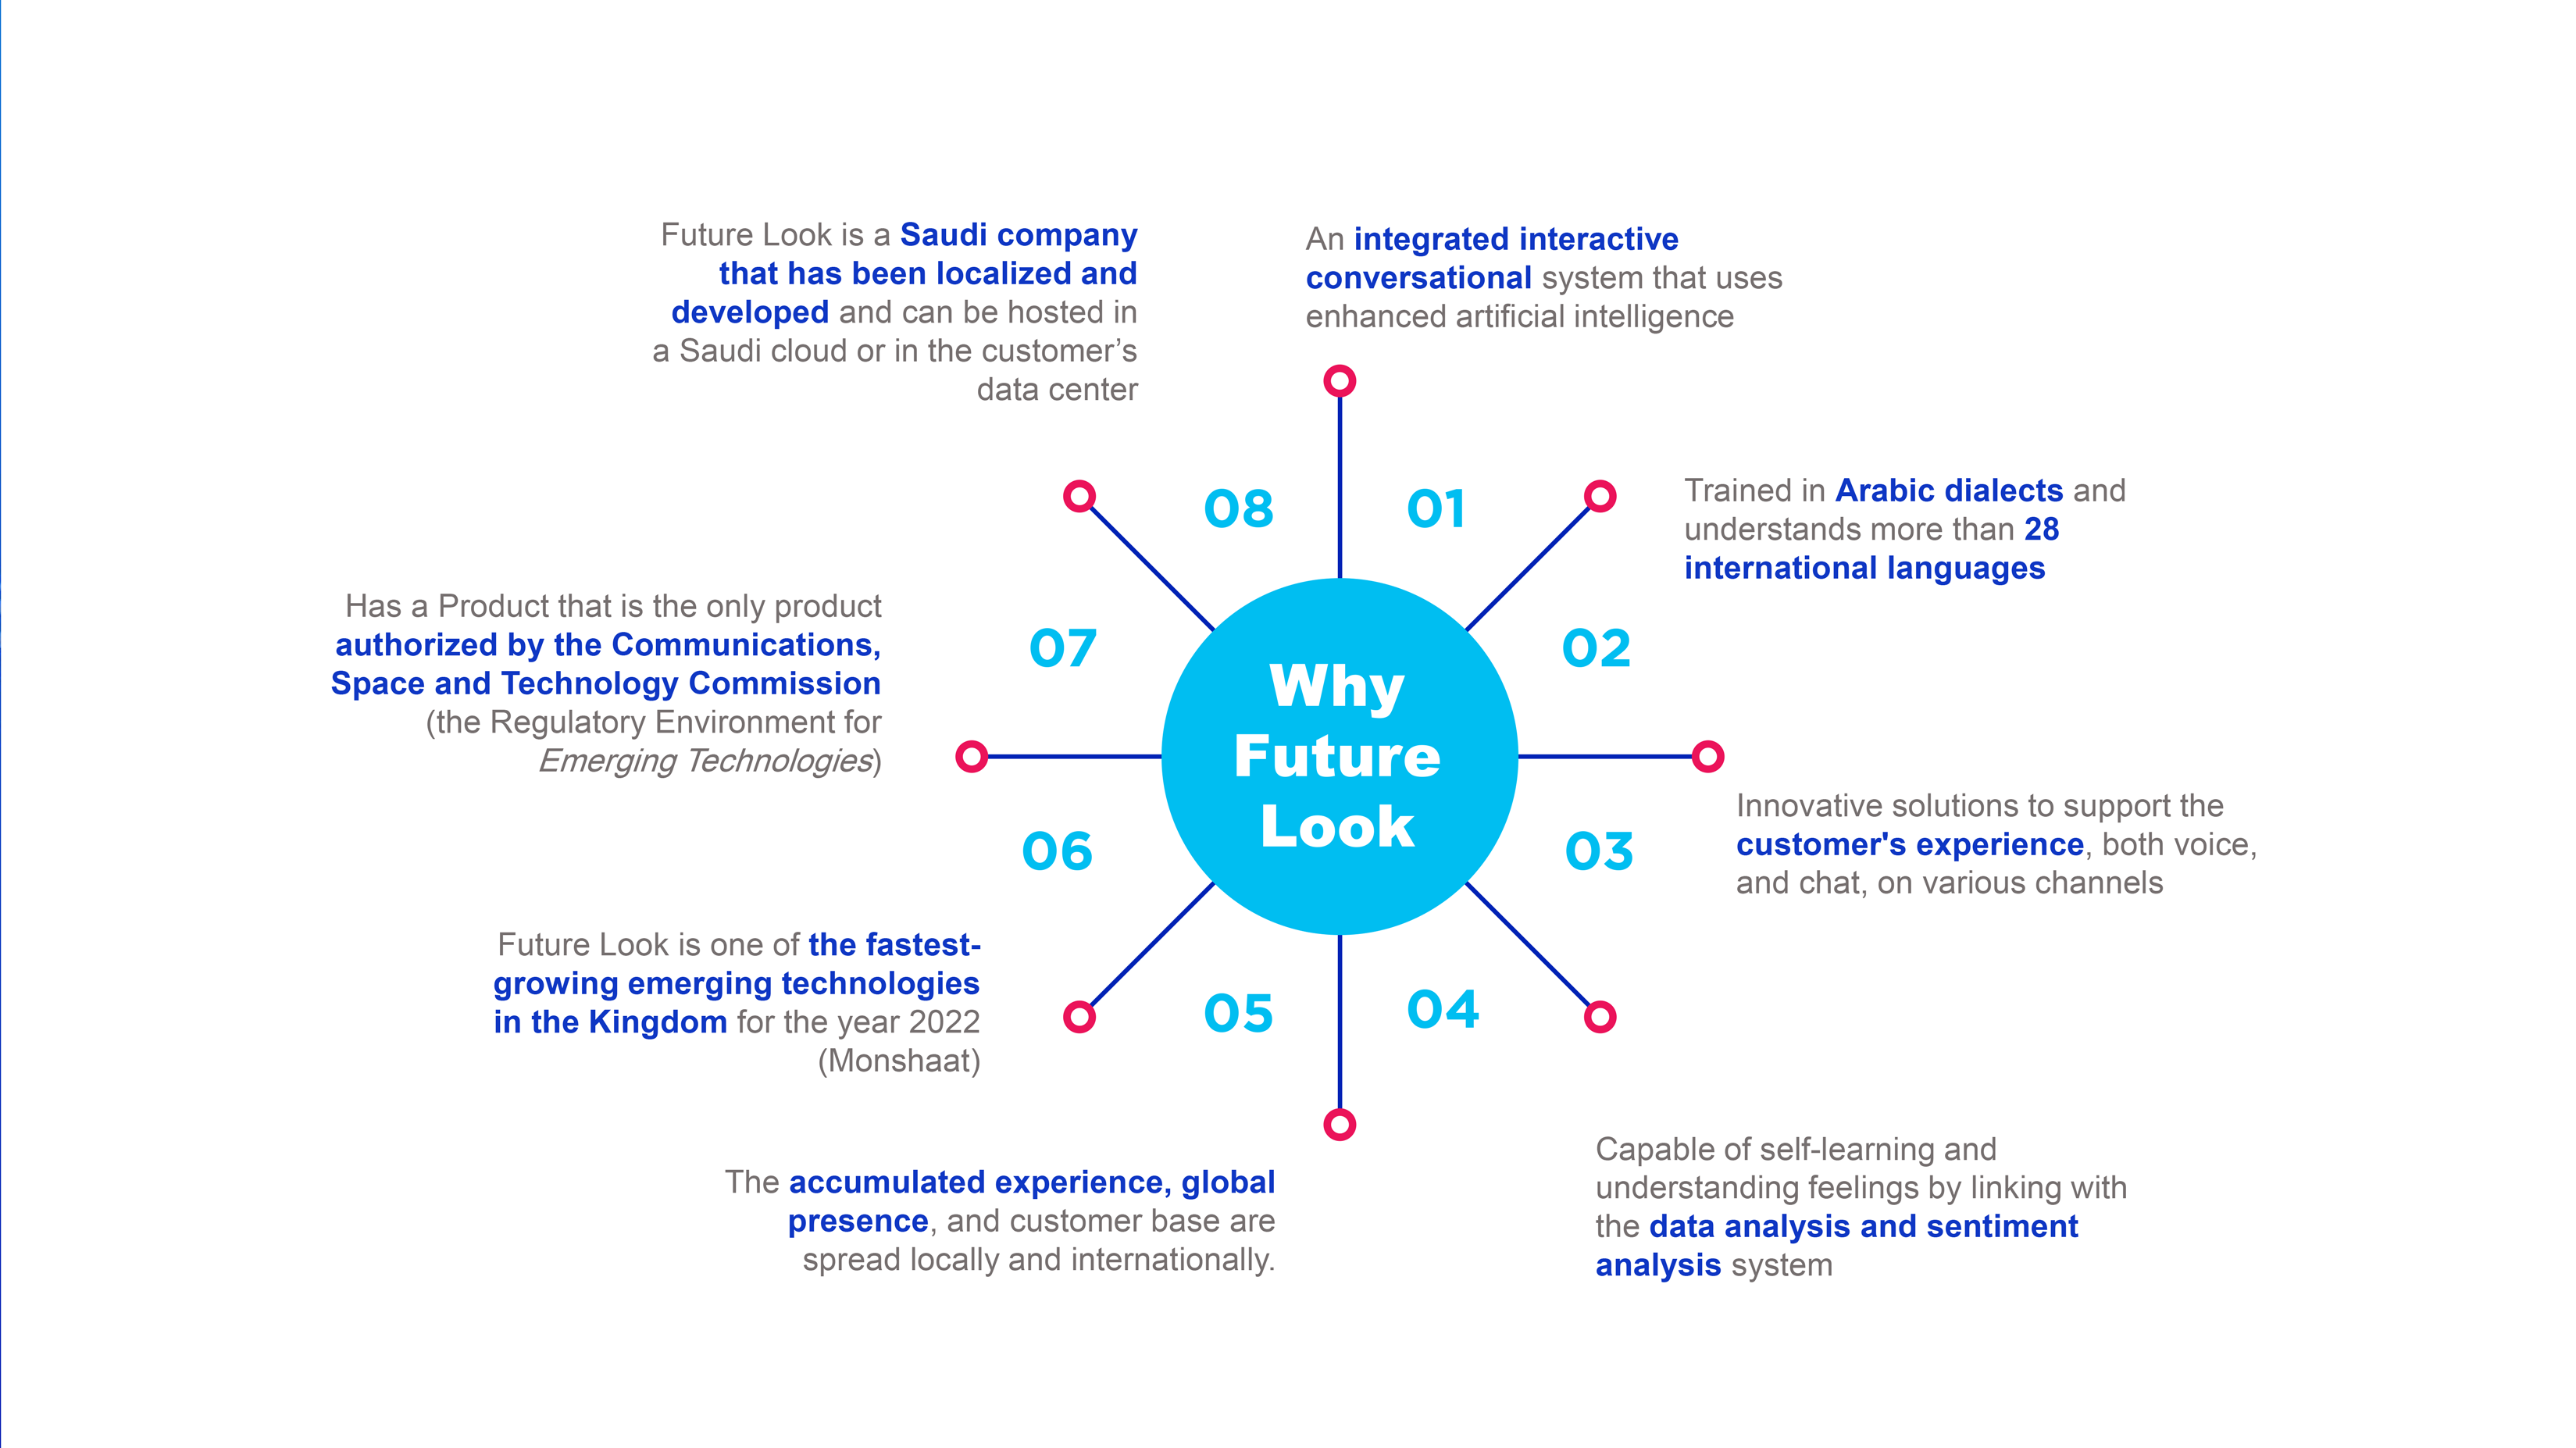 Why
Future
Look
01
An integrated interactive
conversational system that uses
enhanced artificial intelligence
02
Trained in Arabic dialects and
understands more than 28
international languages
03
Innovative solutions to support the
customer's experience, both voice,
and chat, on various channels
04
Capable of self-learning and
understanding feelings by linking with
the data analysis and sentiment
analysis system
05
The accumulated experience, global
presence, and customer base are
spread locally and internationally.
06
Future Look is one of the fastest-
growing emerging technologies
in the Kingdom for the year 2022
(Monshaat)
07
Has a Product that is the only product
authorized by the Communications,
Space and Technology Commission
(the Regulatory Environment for
Emerging Technologies)
08
Future Look is a Saudi company
that has been localized and
developed and can be hosted in
a Saudi cloud or in the customer’s
data center